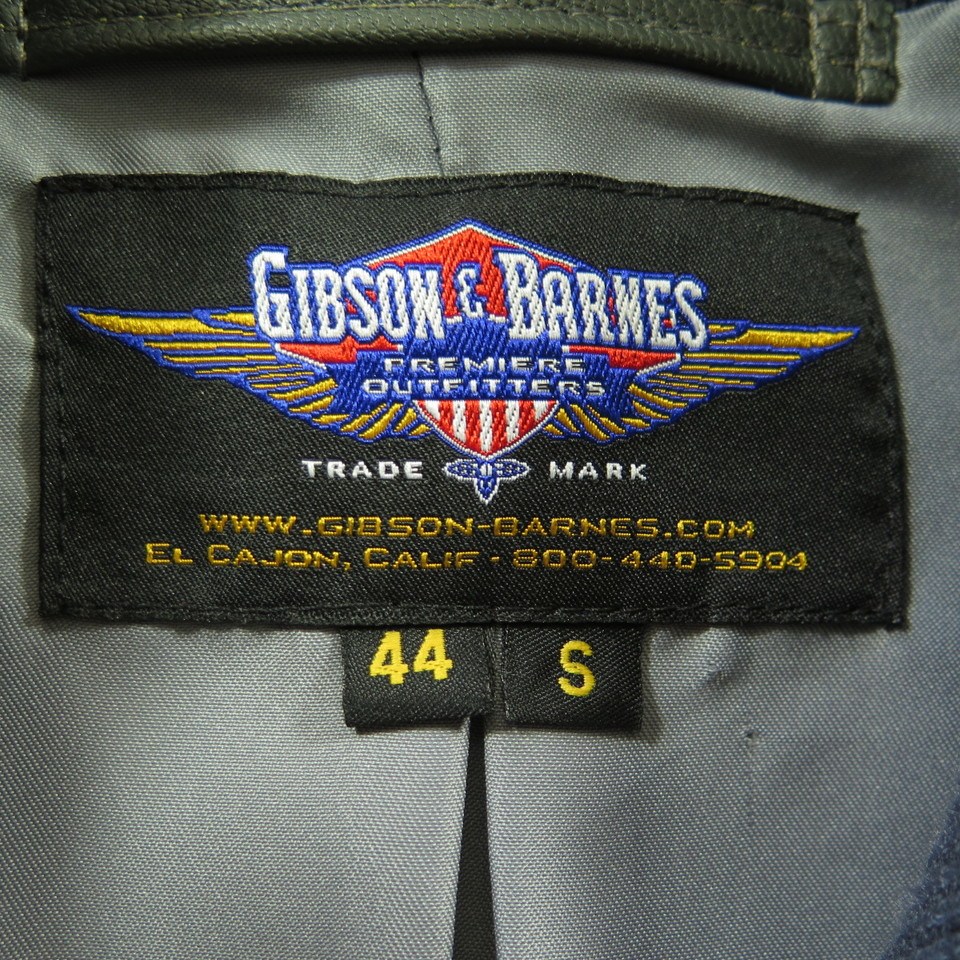 GIBSON & BARNES
PREMIERE
OUTFITTERS
TRADE MARK
WWW.GIBSON-BARNES.COM
EL CAJON, CALIF · 800-440-5904
44 S